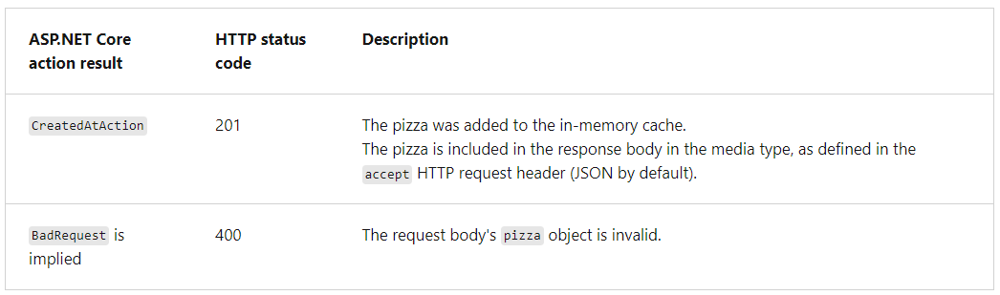 ASP.NET Core HTTP status Description
action result code
CreatedAtAction 201 The pizza was added to the in-memory cache.
The pizza is included in the response body in the media type, as defined in the
accept HTTP request header (JSON by default).
BadRequest is 400 The request body's pizza object is invalid.
implied